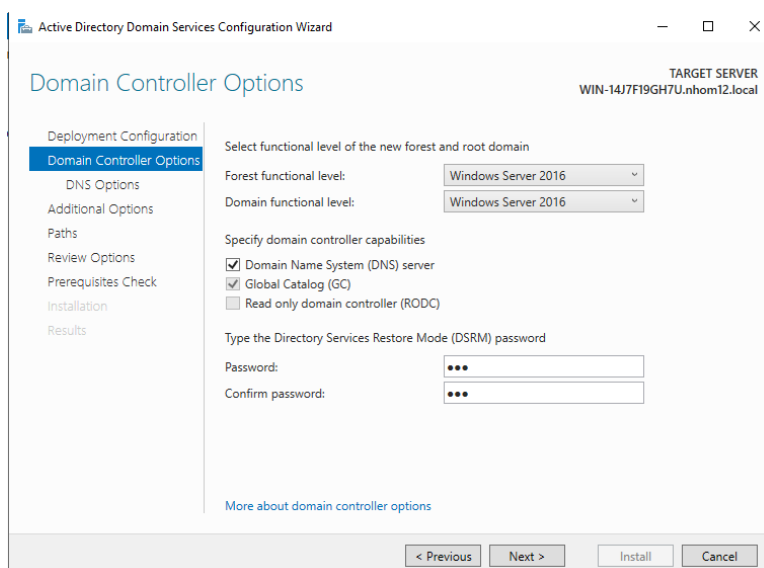 Active Directory Domain Services Configuration Wizard
Domain Controller Options
TARGET SERVER
WIN-14J7F19GH7U.nhom12.local
Deployment Configuration
Domain Controller Options
DNS Options
Additional Options
Paths
Review Options
Prerequisites Check
Installation
Results
Select functional level of the new forest and root domain
Forest functional level: Windows Server 2016
Domain functional level: Windows Server 2016
Specify domain controller capabilities
Domain Name System (DNS) server
Global Catalog (GC)
Read only domain controller (RODC)
Type the Directory Services Restore Mode (DSRM) password
Password: •••
Confirm password: •••
More about domain controller options
< Previous Next > Install Cancel